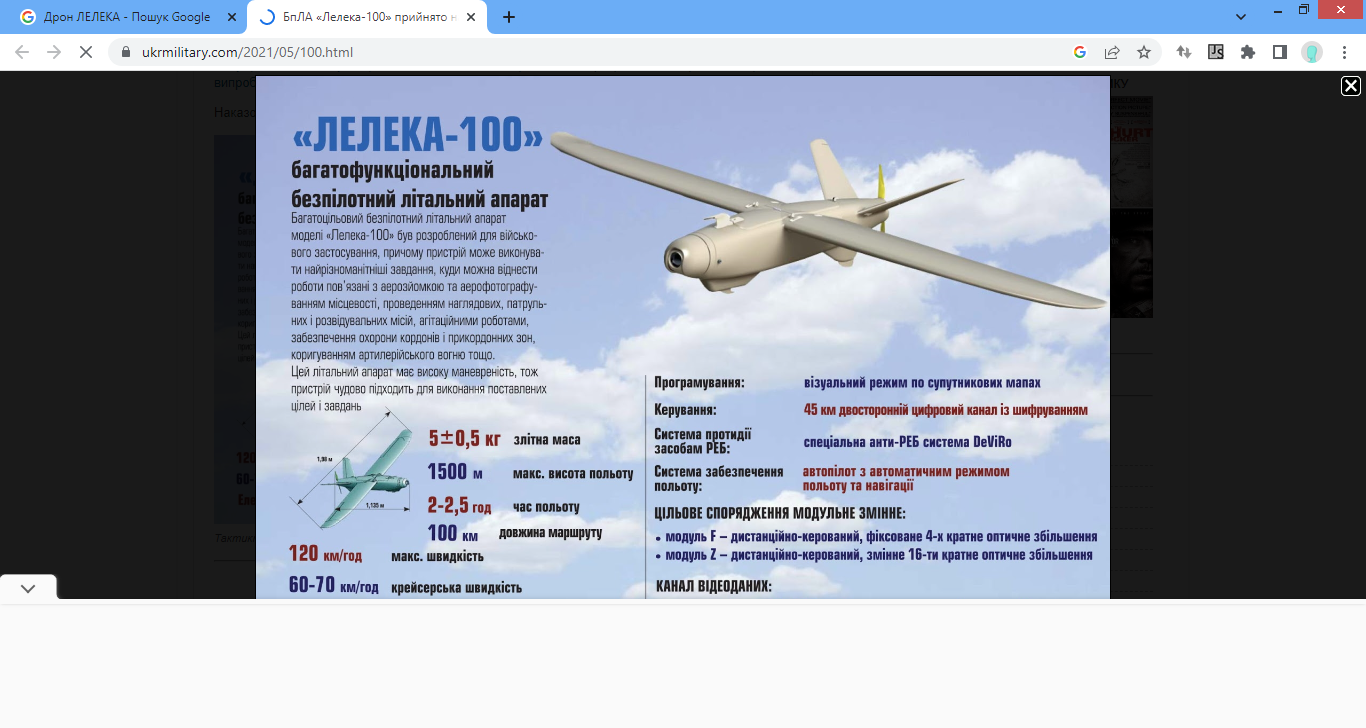 Дрон ЛЕЛЕКА - Пошук Google
БпЛА «Лелека-100» прийнято н
ukrmilitary.com/2021/05/100.html
випроб
Наказо
«ЛЕЛЕКА-100»
багатофункціональний
безпілотний літальний апарат
Багатоцільовий безпілотний літальний апарат
моделі «Лелека-100» був розроблений для військо-
вого застосування, причому пристрій може виконува-
ти найрізноманітніші завдання, куди можна віднести
роботи пов'язані з аерозйомкою та аерофотографу-
ванням місцевості, проведенням наглядових, патруль-
них і розвідувальних місій, агітаційними роботами,
забезпечення охорони кордонів і прикордонних зон,
коригуванням артилерійського вогню тощо.
Цей літальний апарат має високу маневреність, тож
пристрій чудово підходить для виконання поставлених
цілей і завдань
1,98 м
1,135 м
5±0,5 кг злітна маса
1500 м макс. висота польоту
2-2,5 год час польоту
100 км довжина маршруту
120 км/год макс. швидкість
60-70 км/год крейсерська швидкість
Програмування: візуальний режим по супутникових мапах
Керування: 45 км двосторонній цифровий канал із шифруванням
Система протидії
засобам РЕБ: спеціальна анти-РЕБ система DeViRo
Система забезпечення
польоту: автопілот з автоматичним режимом
польоту та навігації
ЦІЛЬОВЕ СПОРЯДЖЕННЯ МОДУЛЬНЕ ЗМІННЕ:
• модуль F – дистанційно-керований, фіксоване 4-х кратне оптичне збільшення
• модуль Z – дистанційно-керований, змінне 16-ти кратне оптичне збільшення
КАНАЛ ВІДЕОДАНИХ: